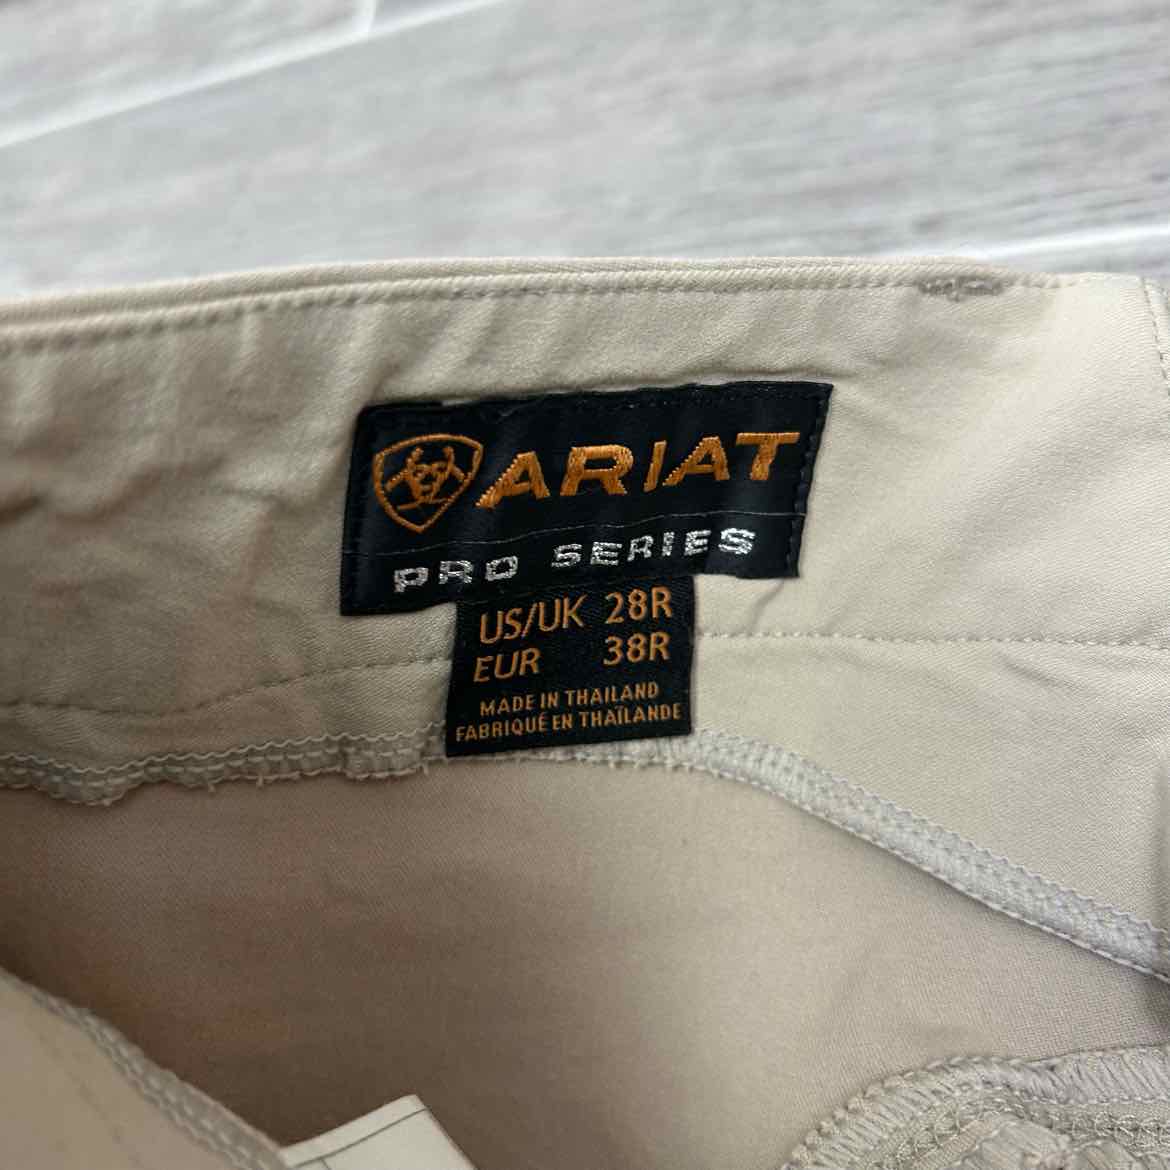 ARIAT
PRO SERIES
US/UK 28R
EUR 38R
MADE IN THAILAND
FABRIQUÉ EN THAÏLANDE